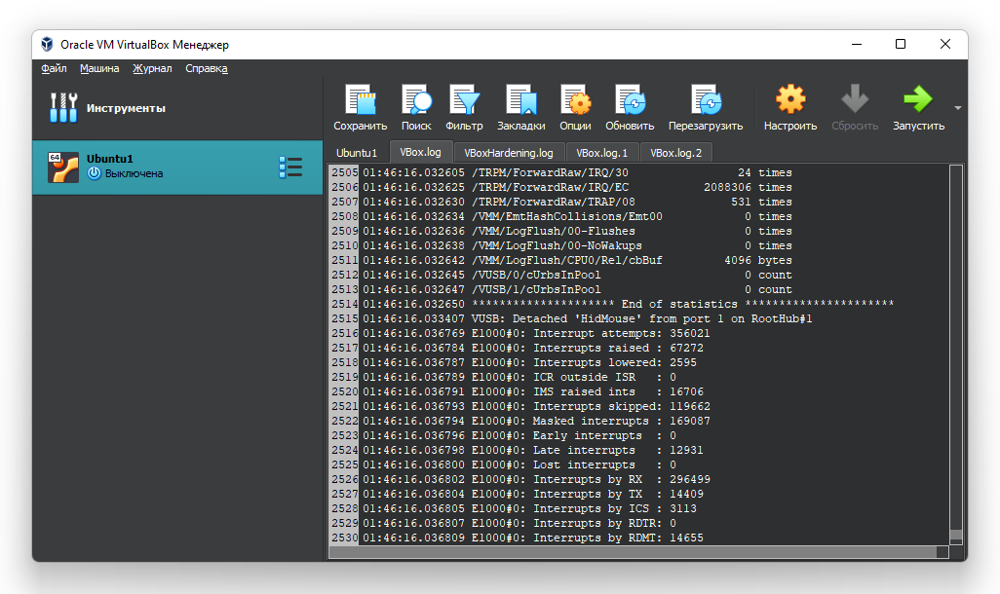 Oracle VM VirtualBox Менеджер
Файл Машина Журнал Справка
Инструменты
64
Ubuntu1
Выключена
Сохранить Поиск Фильтр Закладки Опции Обновить Перезагрузить Настроить Сбросить Запустить
Ubuntu1 VBox.log VBoxHardening.log VBox.log.1 VBox.log.2
2505 01:46:16.032605 /TRPM/ForwardRaw/IRQ/30 24 times
2506 01:46:16.032625 /TRPM/ForwardRaw/IRQ/EC 2088306 times
2507 01:46:16.032630 /TRPM/ForwardRaw/TRAP/08 531 times
2508 01:46:16.032634 /VMM/EmtHashCollisions/Emt00 0 times
2509 01:46:16.032636 /VMM/LogFlush/00-Flushes 0 times
2510 01:46:16.032638 /VMM/LogFlush/00-NoWakups 0 times
2511 01:46:16.032642 /VMM/LogFlush/CPU0/Rel/cbBuf 4096 bytes
2512 01:46:16.032645 /VUSB/0/cUrbsInPool 0 count
2513 01:46:16.032647 /VUSB/1/cUrbsInPool 0 count
2514 01:46:16.032650 ********************* End of statistics **********************
2515 01:46:16.033407 VUSB: Detached 'HidMouse' from port 1 on RootHub#1
2516 01:46:16.036769 E1000#0: Interrupt attempts: 356021
2517 01:46:16.036784 E1000#0: Interrupts raised : 67272
2518 01:46:16.036787 E1000#0: Interrupts lowered: 2595
2519 01:46:16.036789 E1000#0: ICR outside ISR : 0
2520 01:46:16.036791 E1000#0: IMS raised ints : 16706
2521 01:46:16.036793 E1000#0: Interrupts skipped: 119662
2522 01:46:16.036794 E1000#0: Masked interrupts : 169087
2523 01:46:16.036796 E1000#0: Early interrupts : 0
2524 01:46:16.036798 E1000#0: Late interrupts : 12931
2525 01:46:16.036800 E1000#0: Lost interrupts : 0
2526 01:46:16.036802 E1000#0: Interrupts by RX : 296499
2527 01:46:16.036804 E1000#0: Interrupts by TX : 14409
2528 01:46:16.036805 E1000#0: Interrupts by ICS : 3113
2529 01:46:16.036807 E1000#0: Interrupts by RDTR: 0
2530 01:46:16.036809 E1000#0: Interrupts by RDMT: 14655